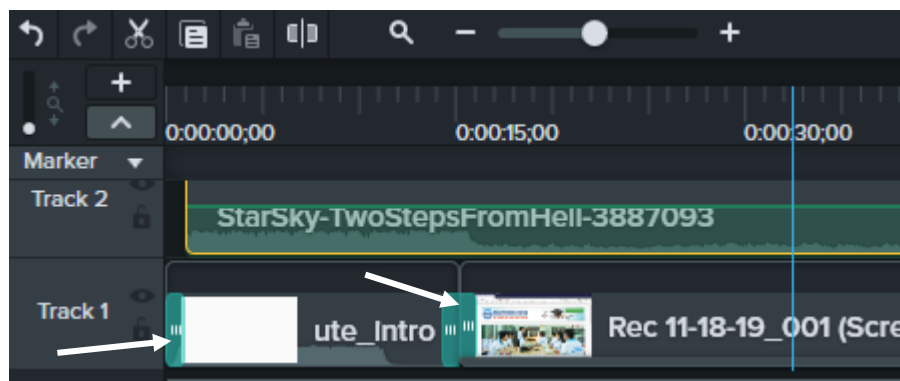 0:00:00;00 0:00:15;00 0:00:30;00
Marker
Track 2
StarSky-TwoStepsFromHell-3887093
Track 1
ute_Intro
Rec 11-18-19_001 (Scre